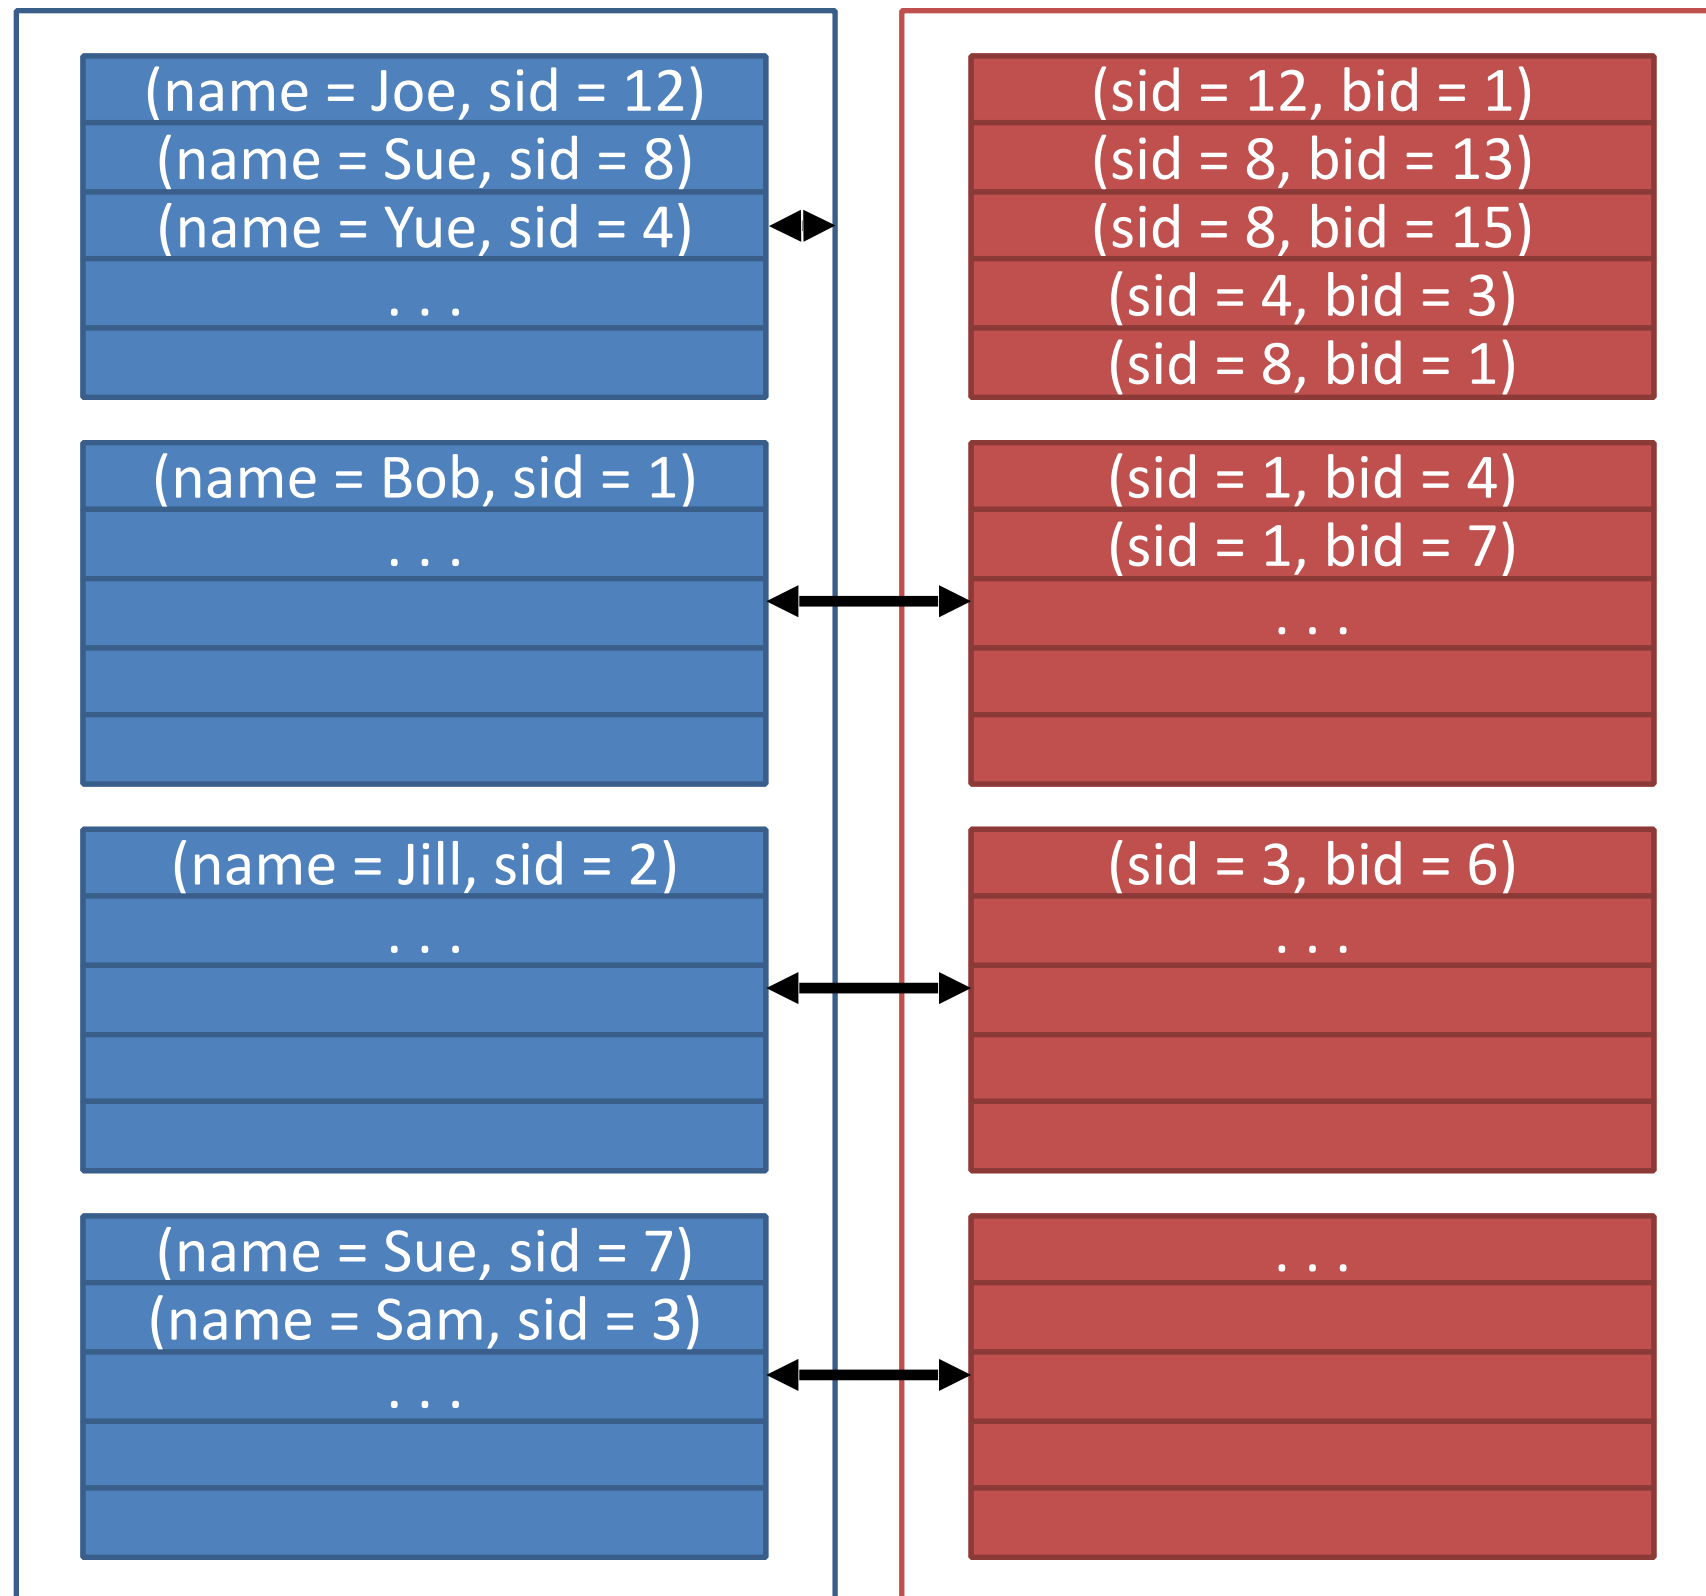 (name = Joe, sid = 12)
(name = Sue, sid = 8)
(name = Yue, sid = 4)
. . .
(name = Bob, sid = 1)
. . .
(name = Jill, sid = 2)
. . .
(name = Sue, sid = 7)
(name = Sam, sid = 3)
. . .
(sid = 12, bid = 1)
(sid = 8, bid = 13)
(sid = 8, bid = 15)
(sid = 4, bid = 3)
(sid = 8, bid = 1)
(sid = 1, bid = 4)
(sid = 1, bid = 7)
. . .
(sid = 3, bid = 6)
. . .
. . .